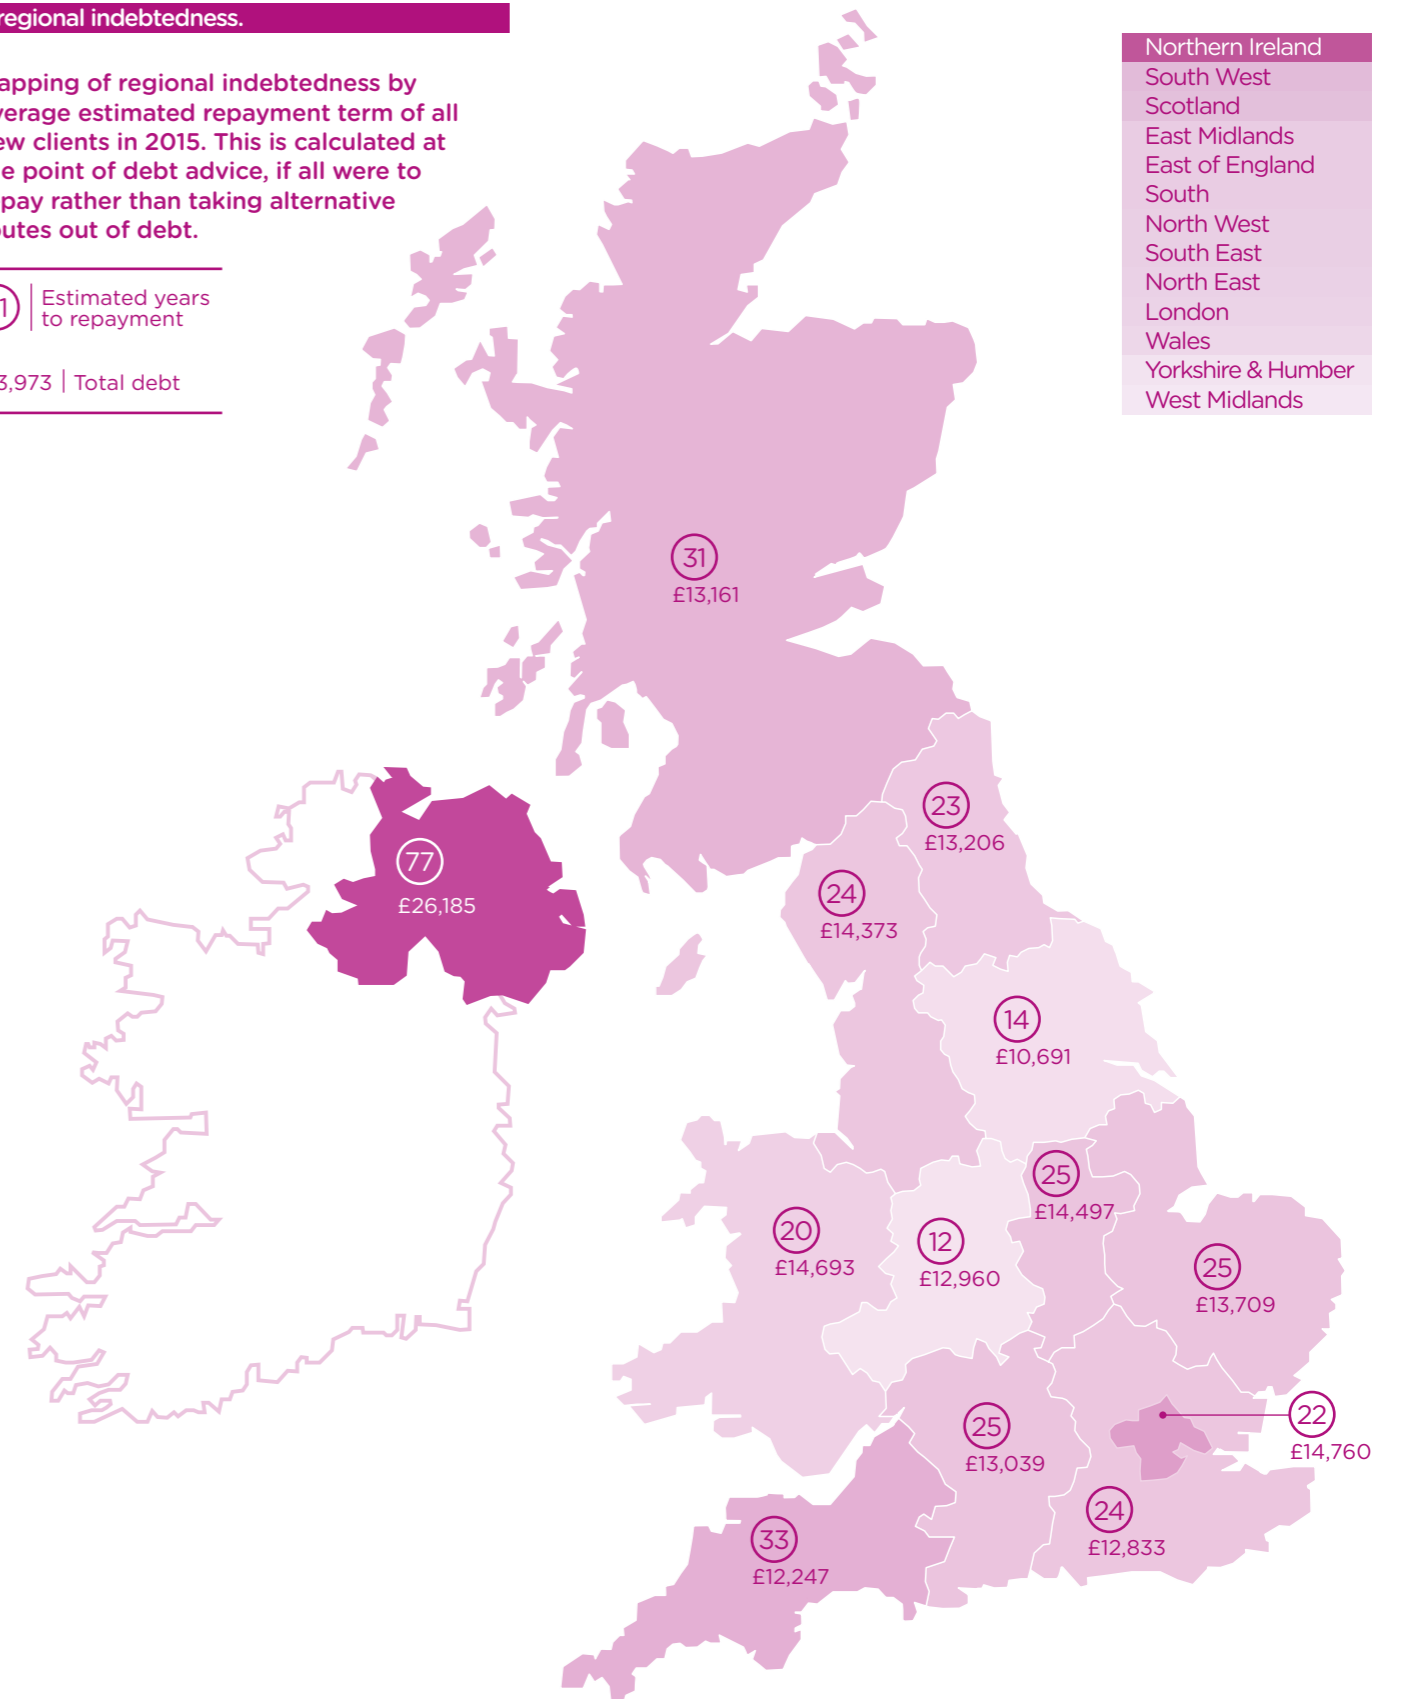 regional indebtedness.
apping of regional indebtedness by
verage estimated repayment term of all
ew clients in 2015. This is calculated at
e point of debt advice, if all were to
pay rather than taking alternative
outes out of debt.
1 Estimated years
to repayment
3,973 | Total debt
Northern Ireland
South West
Scotland
East Midlands
East of England
South
North West
South East
North East
London
Wales
Yorkshire & Humber
West Midlands
31
£13,161
23
£13,206
77
£26,185
24
£14,373
14
£10,691
25
£14,497
20
£14,693
12
£12,960
25
£13,709
22
£14,760
25
£13,039
24
£12,833
33
£12,247